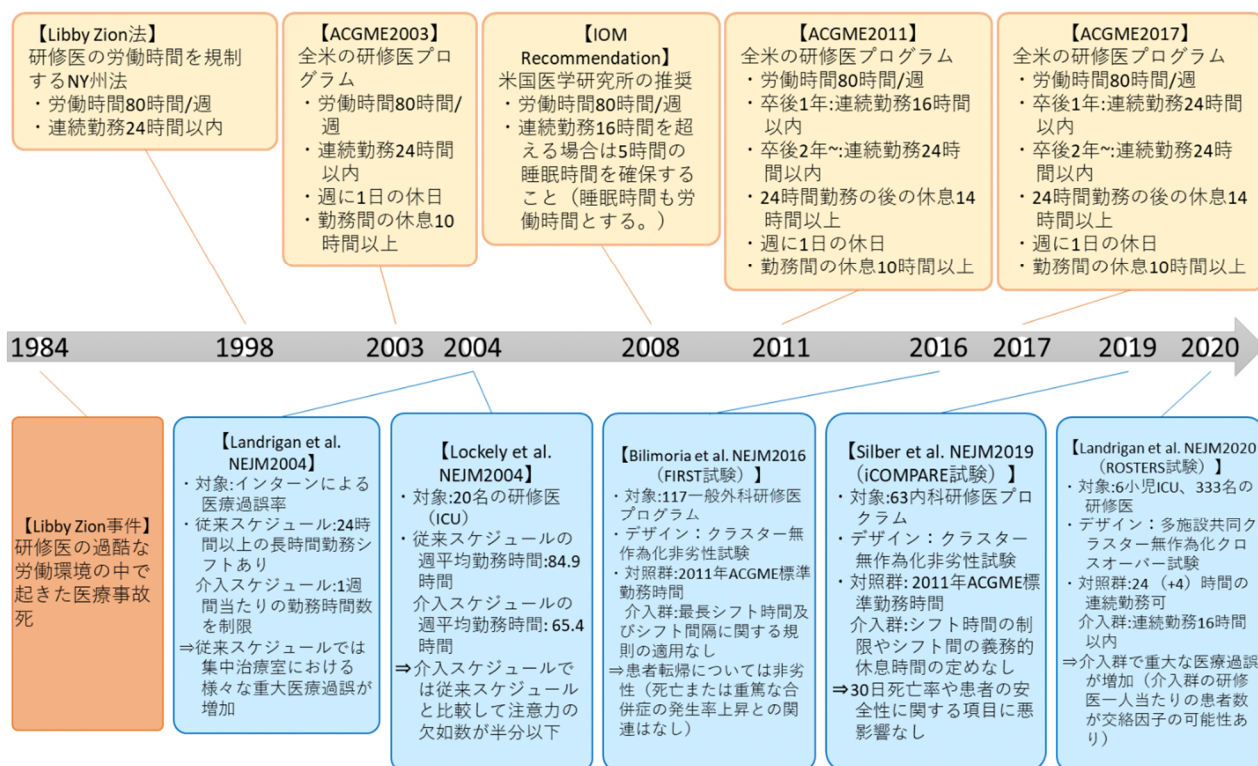 【Libby Zion法】
研修医の労働時間を規制
するNY州法
・労働時間80時間/週
・連続勤務24時間以内
【ACGME2003】
全米の研修医プロ
グラム
・労働時間80時間/
週
・連続勤務24時間
以内
・週に1日の休日
・勤務間の休息10
時間以上
【IOM
Recommendation】
米国医学研究所の推奨
・労働時間80時間/週
・連続勤務16時間を超
える場合は5時間の
睡眠時間を確保する
こと（睡眠時間も労
働時間とする。）
【ACGME2011】
全米の研修医プログラム
・労働時間80時間/週
・卒後1年:連続勤務16時間
以内
・卒後2年~:連続勤務24時
間以内
・24時間勤務の後の休息14
時間以上
・週に1日の休日
・勤務間の休息10時間以上
【ACGME2017】
全米の研修医プログラム
・労働時間80時間/週
・卒後1年:連続勤務24時間
以内
・卒後2年~:連続勤務24時
間以内
・24時間勤務の後の休息14
時間以上
・週に1日の休日
・勤務間の休息10時間以上
1984 1998 2003 2004 2008 2011 2016 2017 2019 2020
【Libby Zion事件】
研修医の過酷な
労働環境の中で
起きた医療事故
死
【Landrigan et al.
NEJM2004】
・対象:インターンによる
医療過誤率
・従来スケジュール:24時
間以上の長時間勤務シ
フトあり
介入スケジュール:1週
間当たりの勤務時間数
を制限
⇒従来スケジュールでは
集中治療室における
様々な重大医療過誤が
増加
【Lockely et al.
NEJM2004】
・対象:20名の研修医
（ICU）
・従来スケジュールの
週平均勤務時間:84.9
時間
介入スケジュールの
週平均勤務時間: 65.4
時間
⇒介入スケジュールで
は従来スケジュール
と比較して注意力の
欠如数が半分以下
【Bilimoria et al. NEJM2016
（FIRST試験）】
・対象:117一般外科研修医
プログラム
・デザイン：クラスター無
作為化非劣性試験
・対照群:2011年ACGME標準
勤務時間
介入群:最長シフト時間及
びシフト間隔に関する規
則の適用なし
⇒患者転帰については非劣
性（死亡または重篤な合
併症の発生率上昇との関
連はなし）
【Silber et al. NEJM2019
（iCOMPARE試験）】
・対象:63内科研修医プロ
クラム
・デザイン：クラスター
無作為化非劣性試験
・対照群: 2011年ACGME
標準勤務時間
介入群:シフト時間の制
限やシフト間の義務的
休息時間の定めなし
⇒30日死亡率や患者の安
全性に関する項目に悪
影響なし
【Landrigan et al. NEJM2020
（ROSTERS試験）】
・対象:6小児ICU、333名の
研修医
・デザイン：多施設共同ク
ラスター無作為化クロ
スオーバー試験
・対照群:24（+4）時間の
連続勤務可
介入群:連続勤務16時間
以内
⇒介入群で重大な医療過誤
が増加（介入群の研修
医一人当たりの患者数
が交絡因子の可能性あ
り）